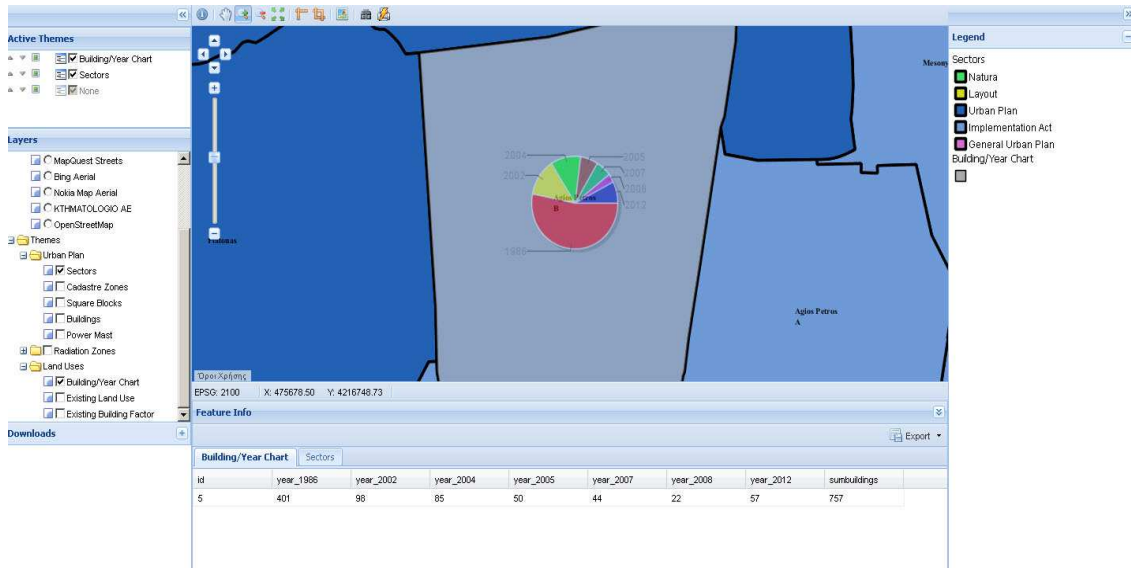 Active Themes
Building/Year Chart
Sectors
None
Layers
MapQuest Streets
Bing Aerial
Nokia Map Aerial
KTHMATOLOGIO AE
OpenStreetMap
Themes
Urban Plan
Sectors
Cadastre Zones
Square Blocks
Buildings
Power Mast
Radiation Zones
Land Uses
Building/Year Chart
Existing Land Use
Existing Building Factor
Downloads
2004
2005
2002
2007
2008
2012
1986
Agios Petros
B
Agios Petros
A
Όροι Χρήσης
EPSG: 2100 X: 475678.50 Y: 4216748.73
Feature Info
Export
Building/Year Chart Sectors
id year_1986 year_2002 year_2004 year_2005 year_2007 year_2008 year_2012 sumbuildings
5 401 98 85 50 44 22 57 757
Legend
Sectors
Natura
Layout
Urban Plan
Implementation Act
General Urban Plan
Building/Year Chart